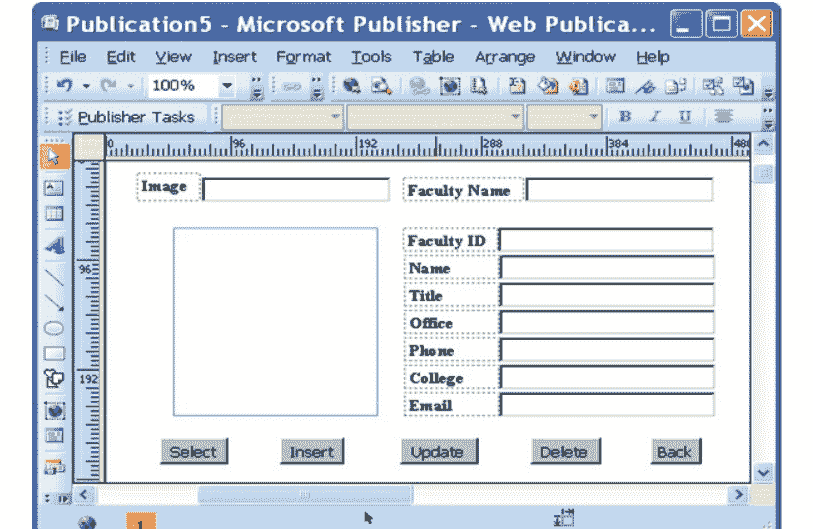 Publication5 - Microsoft Publisher - Web Publica...
File Edit View Insert Format Tools Table Arrange Window Help
100%
Publisher Tasks B I U
0 96 192 288 384 48
Image Faculty Name
Faculty ID
96 Name
Title
Office
Phone
192 College
Email
Select Insert Update Delete Back
1